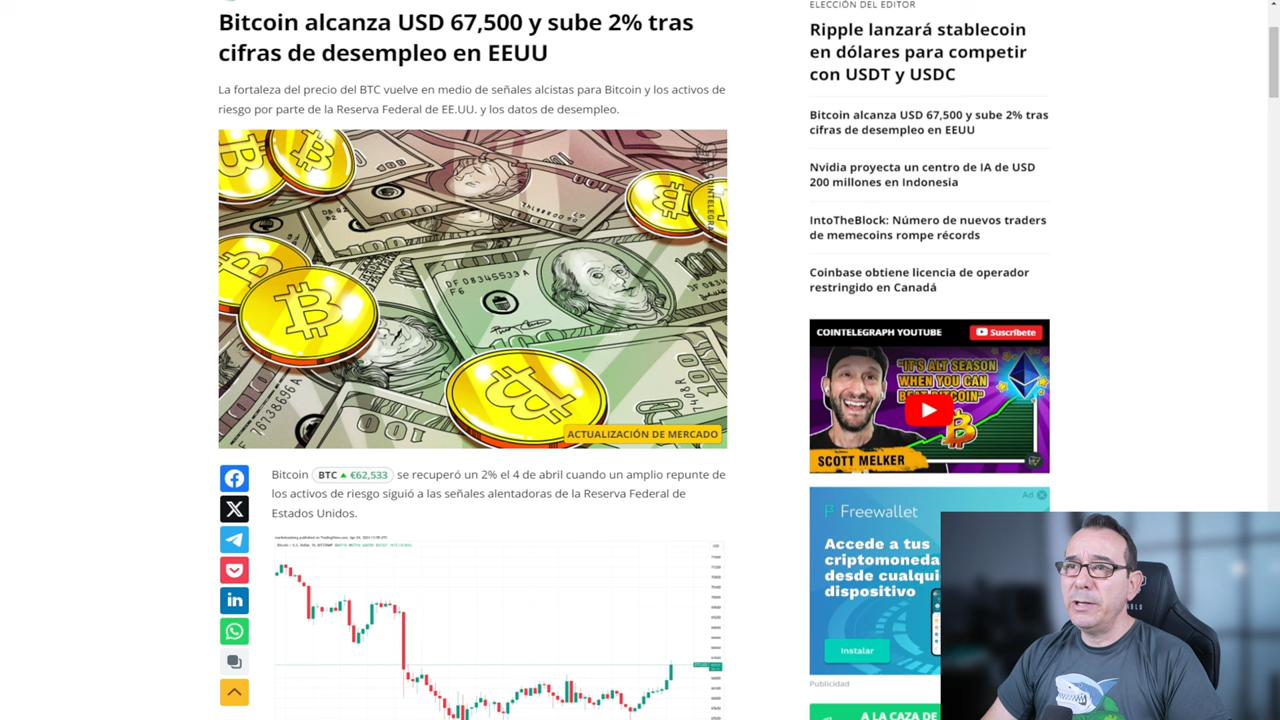 Bitcoin alcanza USD 67,500 y sube 2% tras
cifras de desempleo en EEUU
La fortaleza del precio del BTC vuelve en medio de señales alcistas para Bitcoin y los activos de
riesgo por parte de la Reserva Federal de EE.UU. y los datos de desempleo.
COINTELEGRA
DF 08345533 A
F6
76738696 A
ACTUALIZACIÓN DE MERCADO
Bitcoin BTC €62,533 se recuperó un 2% el 4 de abril cuando un amplio repunte de
los activos de riesgo siguió a las señales alentadoras de la Reserva Federal de
Estados Unidos.
ELECCIÓN DEL EDITOR
Ripple lanzará stablecoin
en dólares para competir
con USDT y USDC
Bitcoin alcanza USD 67,500 y sube 2% tras
cifras de desempleo en EEUU
Nvidia proyecta un centro de IA de USD
200 millones en Indonesia
IntoTheBlock: Número de nuevos traders
de memecoins rompe récords
Coinbase obtiene licencia de operador
restringido en Canadá
COINTELEGRAPH YOUTUBE
Suscríbete
"IT'S ALT SEASON
WHEN YOU CAN
BITCOIN"
SCOTT MELKER
Ad
Freewallet
Accede a tus
criptomoneda
desde cualqui
dispositivo
Instalar
Publicidad
A LA CAZA DE